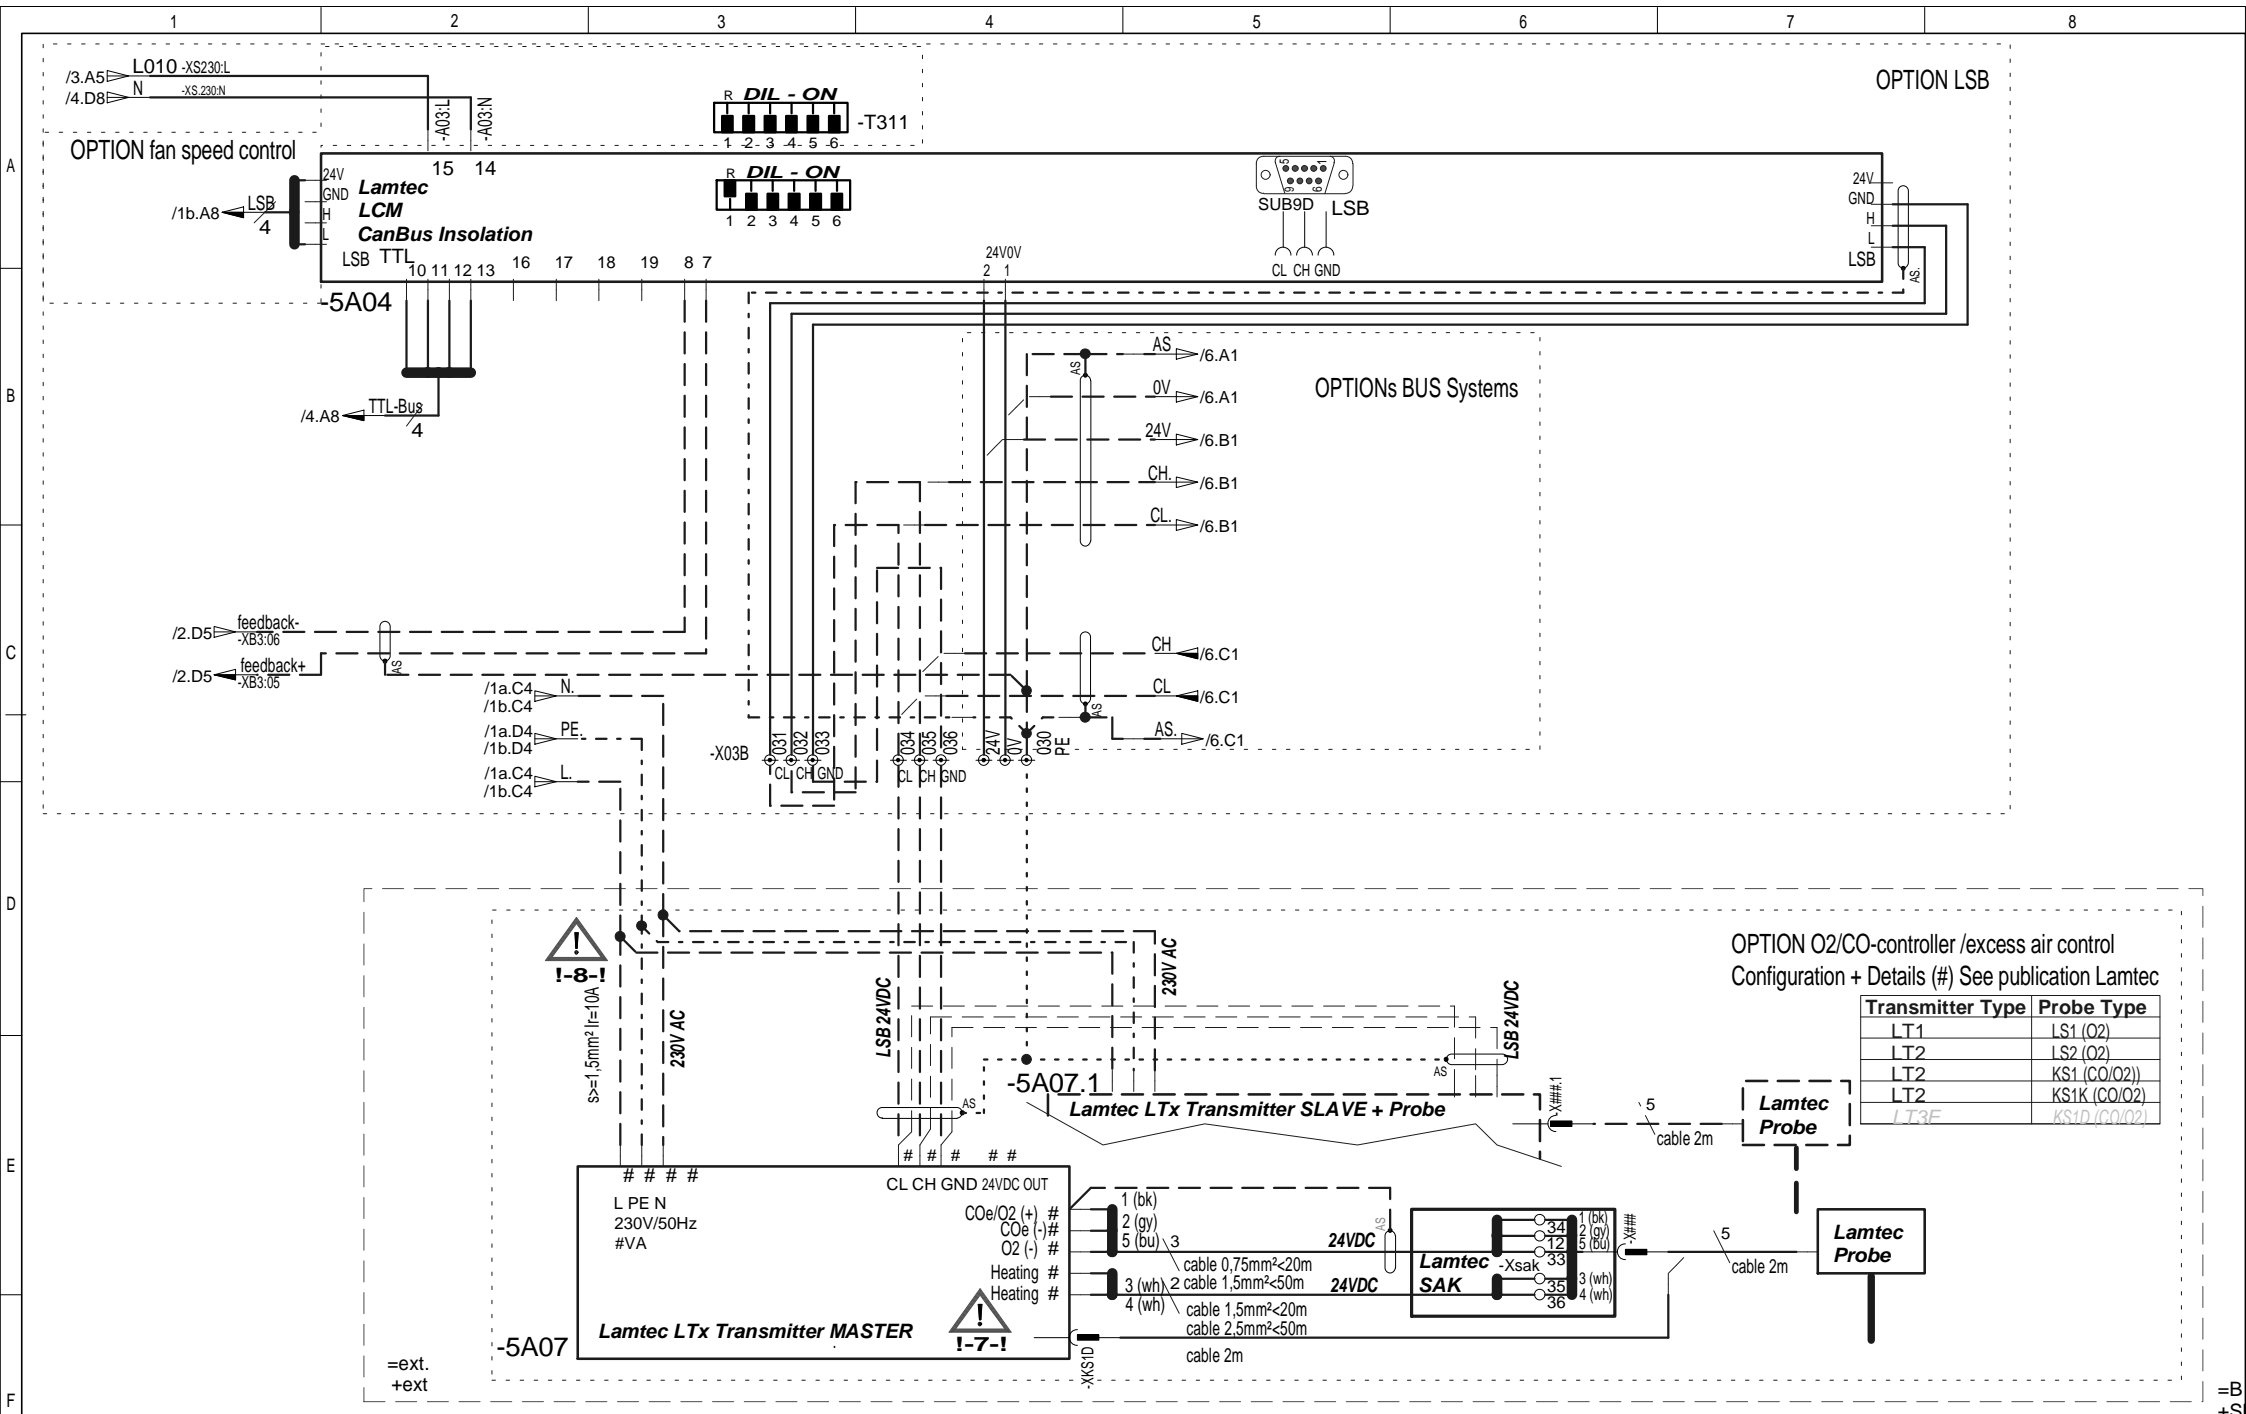 1 2 3 4 5 6 7 8
A
B
C
D
E
F
/3.A5 L010 -XS230:L
/4.D8 N -XS.230:N
-A03:L
-A03:N
R DIL - ON
-T311
1 2 3 4 5 6
OPTION LSB
OPTION fan speed control
15 14
24V
GND
H
L
Lamtec
LCM
CanBus Insolation
LSB TTL
R DIL - ON
1 2 3 4 5 6
5 1
9 6
SUB9D LSB
CL CH GND
24V
GND
H
L
LSB
AS.
/1b.A8 LSB
4
10 11 12 13 16 17 18 19 8 7
24V0V
2 1
-5A04
TTL-Bus
/4.A8
4
AS
AS /6.A1
0V /6.A1
24V /6.B1
CH. /6.B1
CL. /6.B1
OPTIONs BUS Systems
/2.D5 feedback-
-XB3:06
/2.D5 feedback+
-XB3:05
AS
CH /6.C1
CL /6.C1
AS
AS. /6.C1
/1a.C4 N.
/1b.C4
/1a.D4 PE.
/1b.D4
/1a.C4 L.
/1b.C4
-X03B
031 032 033 034 035 036 24V 0V 030 PE
CL CH GND CL CH GND
!
!-8-!
s>=1,5mm² Ir=10A
230V AC
LSB 24VDC
230V AC
LSB 24VDC
OPTION O2/CO-controller /excess air control
Configuration + Details (#) See publication Lamtec
Transmitter Type Probe Type
LT1 LS1 (O2)
LT2 LS2 (O2)
LT2 KS1 (CO/O2))
LT2 KS1K (CO/O2)
LT3F KS1D (CO/O2)
AS
AS
-5A07.1
Lamtec LTx Transmitter SLAVE + Probe
-X###.1
5
cable 2m
Lamtec
Probe
# # # #
# # # # #
L PE N
230V/50Hz
#VA
CL CH GND 24VDC OUT
COe/O2 (+) #
COe (-) #
O2 (-) #
Heating #
Heating #
1 (bk)
2 (gy)
5 (bu) 3
cable 0,75mm²<20m
3 (wh) 2 cable 1,5mm²<50m
4 (wh)
cable 1,5mm²<20m
cable 2,5mm²<50m
cable 2m
24VDC
24VDC
AS
Lamtec
SAK
-Xsak
34
12
33
35
36
1 (bk)
2 (gy)
5 (bu)
3 (wh)
4 (wh)
-X###
5
cable 2m
Lamtec
Probe
!
!-7-!
-XKS1D
Lamtec LTx Transmitter MASTER
-5A07
=ext.
+ext
=B